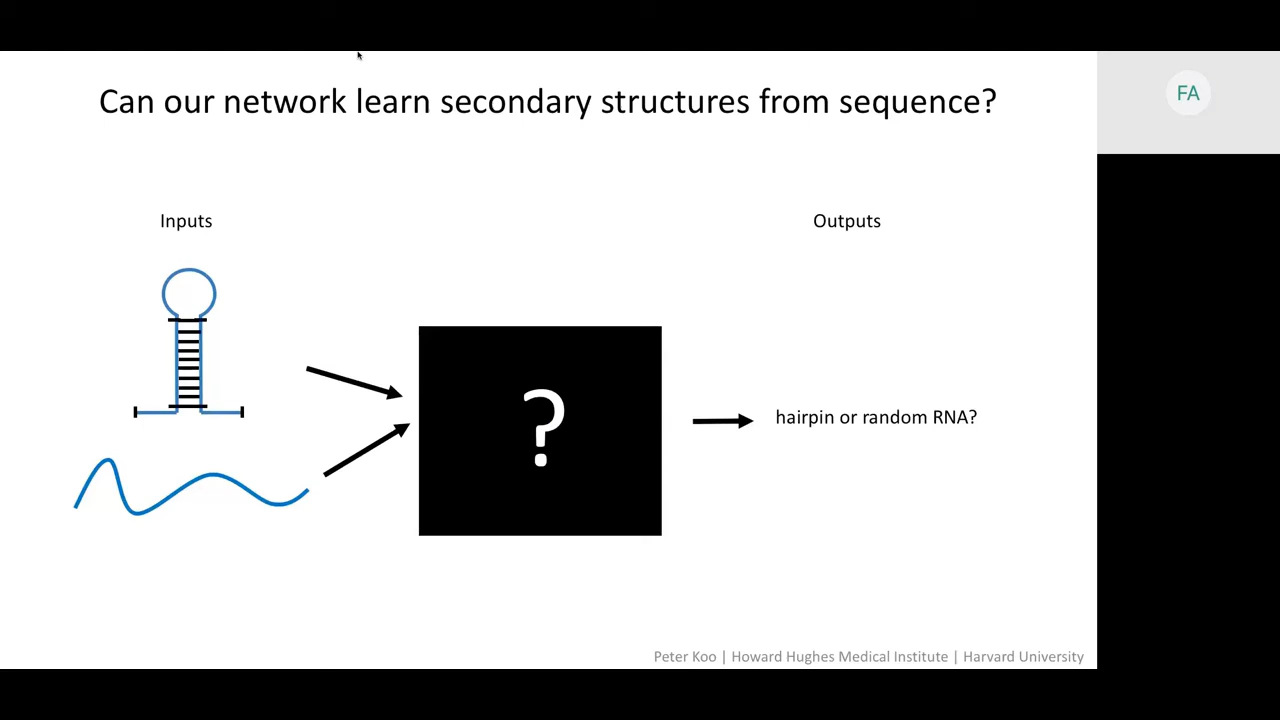 Can our network learn secondary structures from sequence?
FA
Inputs
Outputs
?
hairpin or random RNA?
Peter Koo | Howard Hughes Medical Institute | Harvard University